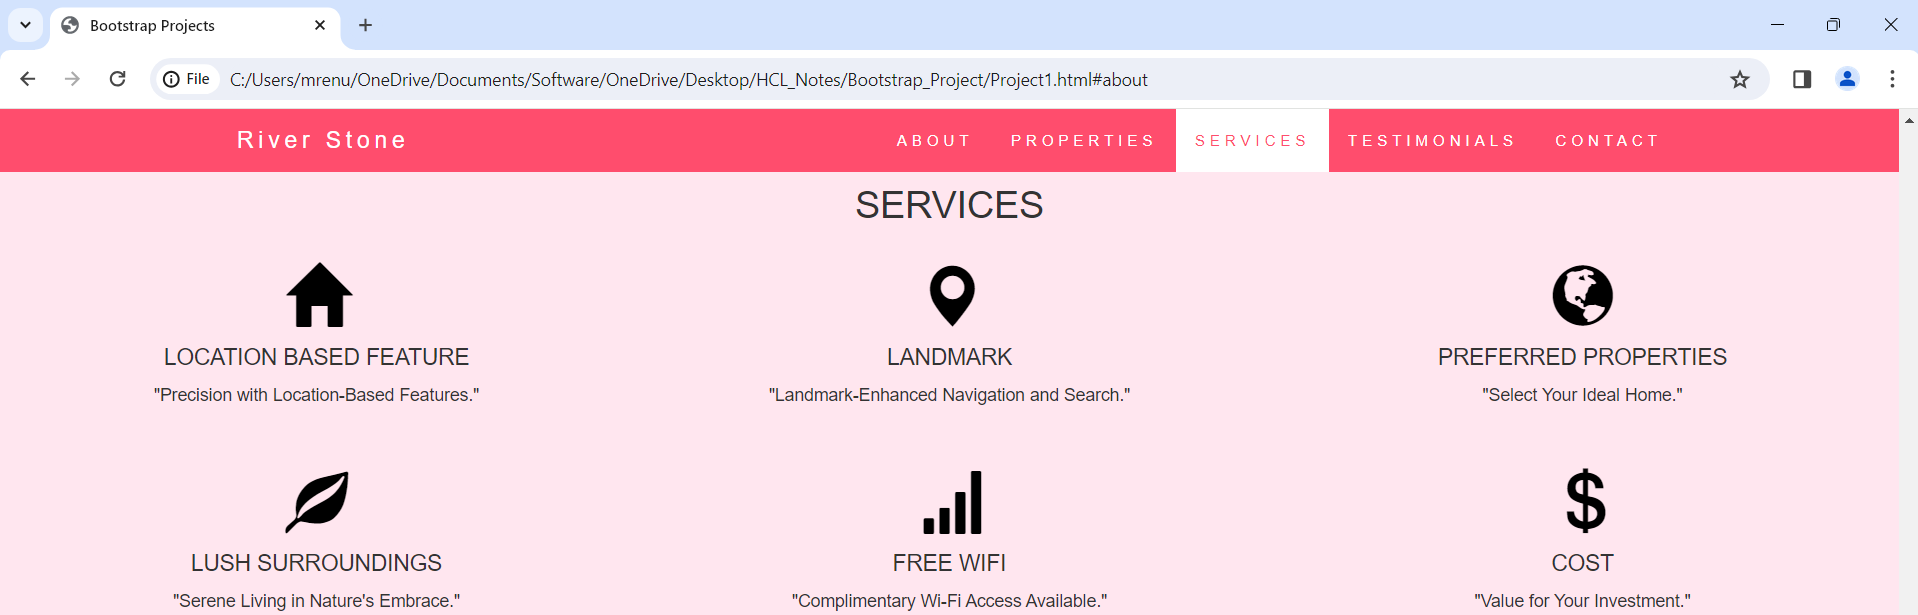 Bootstrap Projects
File C:/Users/mrenu/OneDrive/Documents/Software/OneDrive/Desktop/HCL_Notes/Bootstrap_Project/Project1.html#about
River Stone ABOUT PROPERTIES SERVICES TESTIMONIALS CONTACT
SERVICES
LOCATION BASED FEATURE LANDMARK PREFERRED PROPERTIES
"Precision with Location-Based Features." "Landmark-Enhanced Navigation and Search." "Select Your Ideal Home."
$
LUSH SURROUNDINGS FREE WIFI COST
"Serene Living in Nature's Embrace." "Complimentary Wi-Fi Access Available." "Value for Your Investment."